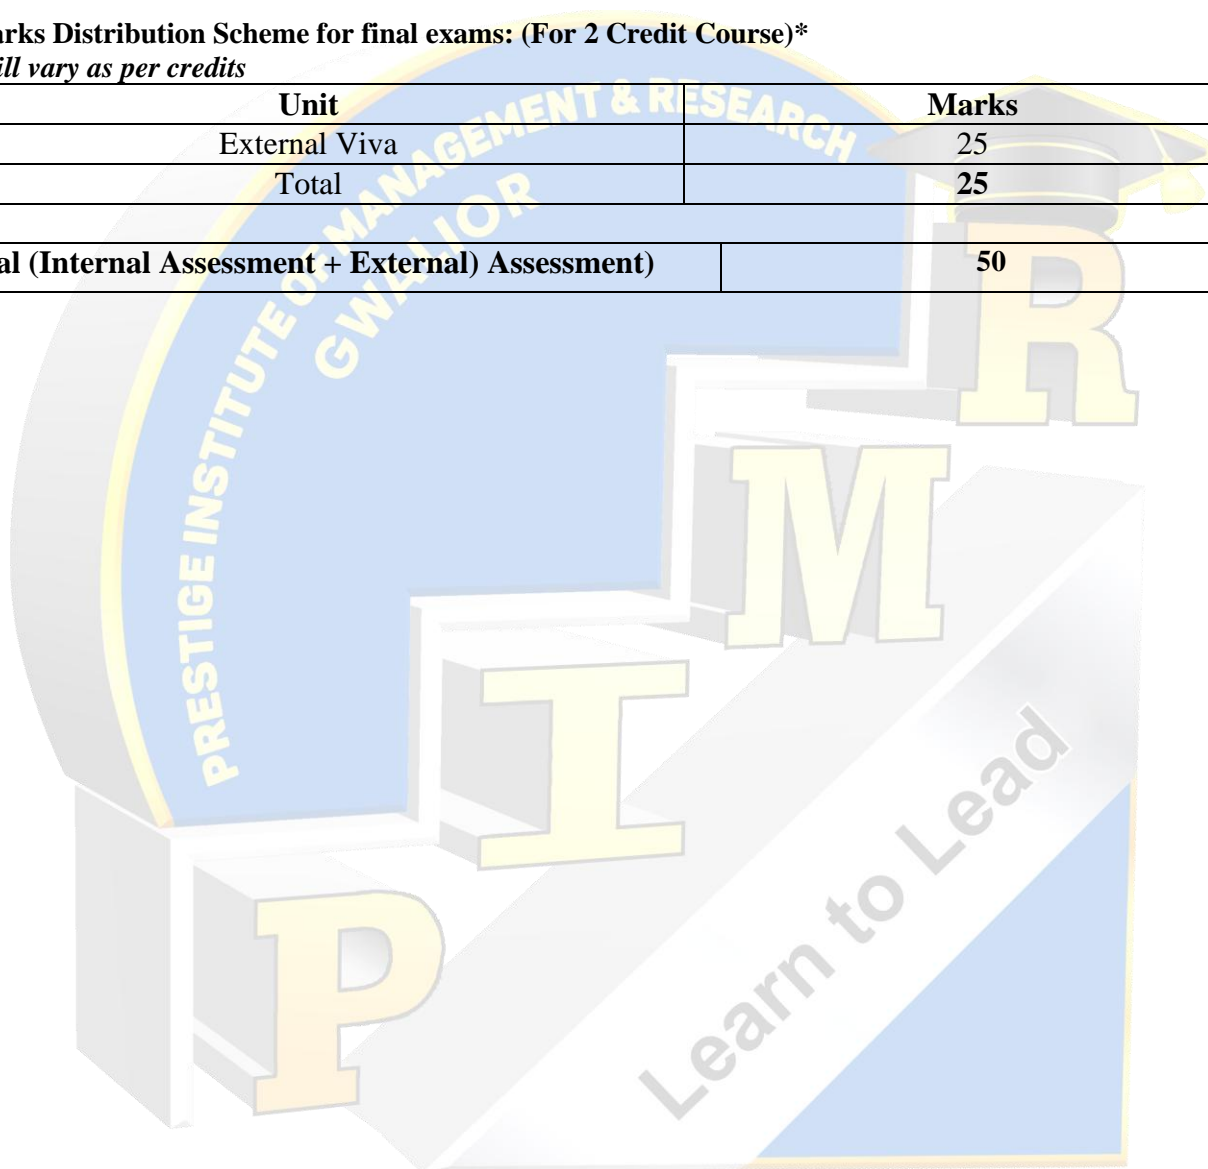 arks Distribution Scheme for final exams: (For 2 Credit Course)*
ill vary as per credits
Unit Marks
External Viva 25
Total 25
al (Internal Assessment + External) Assessment) 50
PRESTIGE INSTITUTE OF MANAGEMENT & RESEARCH
GWALIOR
R
M
I
P
Learn to Lead